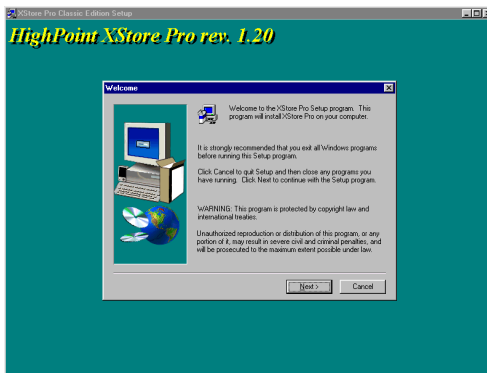 XStore Pro Classic Edition Setup
HighPoint XStore Pro rev. 1.20
Welcome
Welcome to the XStore Pro Setup program. This
program will install XStore Pro on your computer.
It is strongly recommended that you exit all Windows programs
before running this Setup program.
Click Cancel to quit Setup and then close any programs you
have running. Click Next to continue with the Setup program.
WARNING: This program is protected by copyright law and
international treaties.
Unauthorized reproduction or distribution of this program, or any
portion of it, may result in severe civil and criminal penalties, and
will be prosecuted to the maximum extent possible under law.
Next >
Cancel